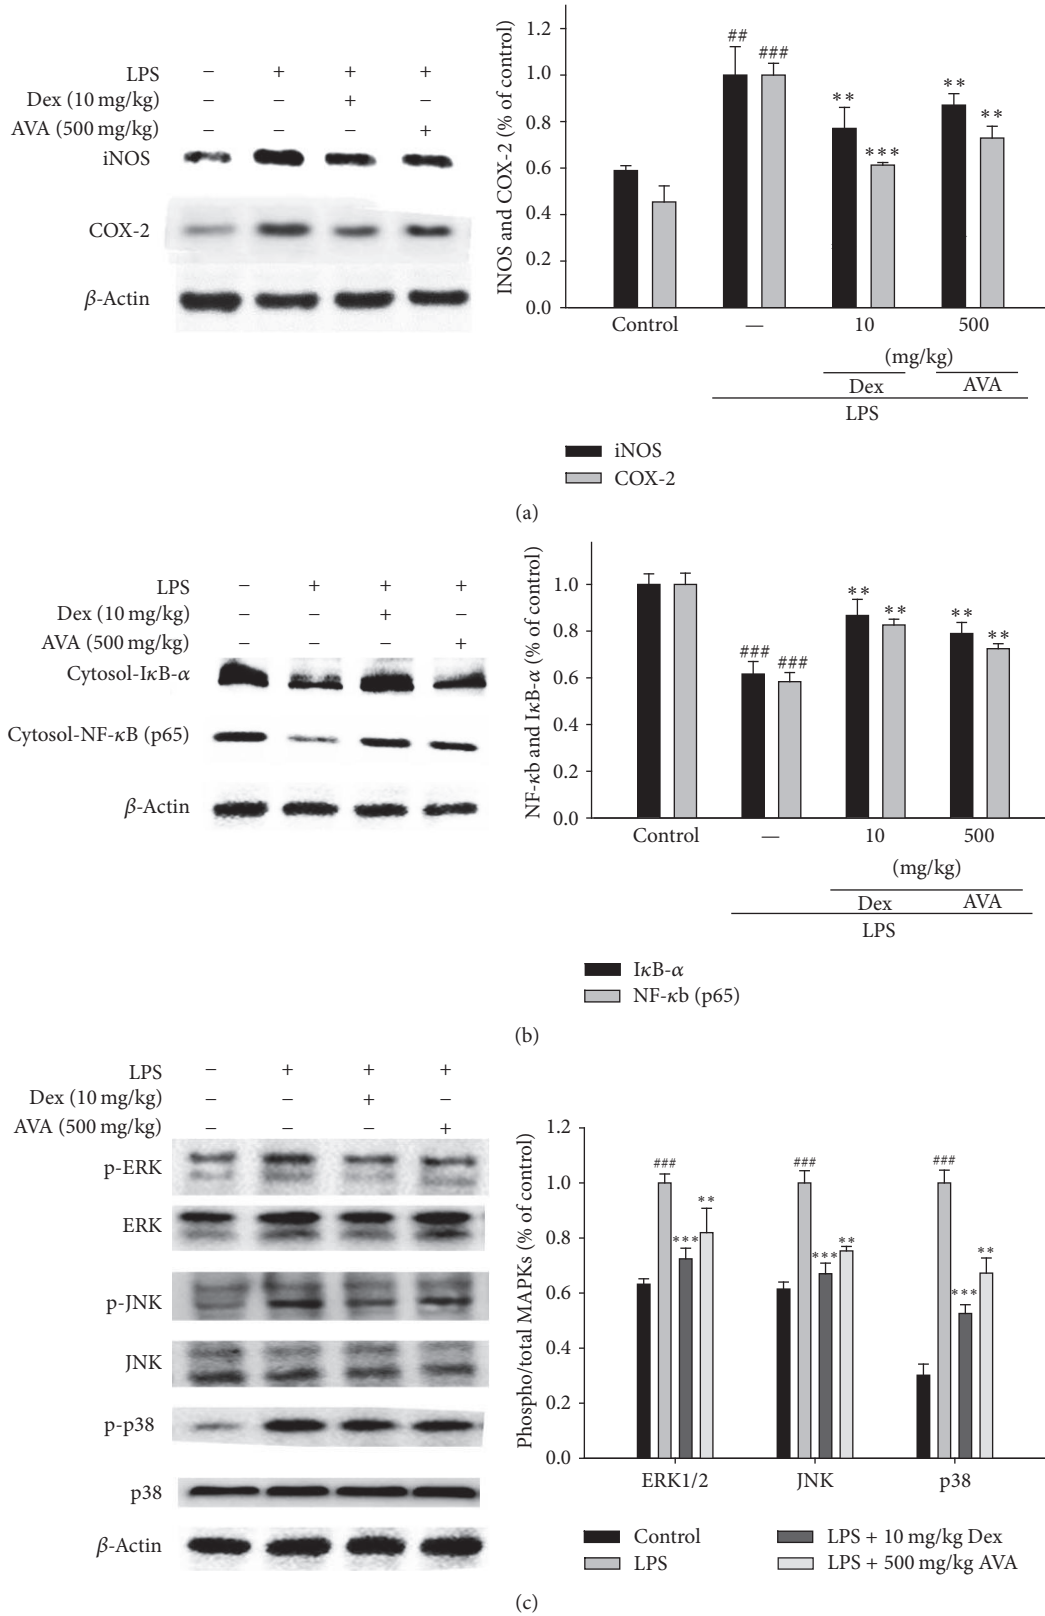 LPS − + + +
Dex (10 mg/kg) − − + −
AVA (500 mg/kg) − − − +
iNOS
COX-2
β-Actin
INOS and COX-2 (% of control)
1.2
1.0
0.8
0.6
0.4
0.2
0.0
## ### ** *** ** **
Control — 10 500
(mg/kg)
Dex AVA
LPS
iNOS
COX-2
(a)
LPS − + + +
Dex (10 mg/kg) − − + −
AVA (500 mg/kg) − − − +
Cytosol-IκB-α
Cytosol-NF-κB (p65)
β-Actin
NF-κb and IκB-α (% of control)
1.0
0.8
0.6
0.4
0.2
0.0
### ### ** ** ** **
Control — 10 500
(mg/kg)
Dex AVA
LPS
IκB-α
NF-κb (p65)
(b)
LPS − + + +
Dex (10 mg/kg) − − + −
AVA (500 mg/kg) − − − +
p-ERK
ERK
p-JNK
JNK
p-p38
p38
β-Actin
Phospho/total MAPKs (% of control)
1.2
1.0
0.8
0.6
0.4
0.2
0.0
### *** ** ### *** ** ### *** **
ERK1/2 JNK p38
Control LPS + 10 mg/kg Dex
LPS LPS + 500 mg/kg AVA
(c)